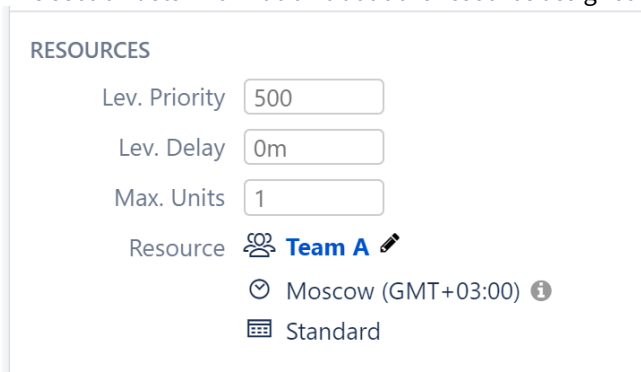 RESOURCES
Lev. Priority 500
Lev. Delay 0m
Max. Units 1
Resource Team A
Moscow (GMT+03:00)
Standard